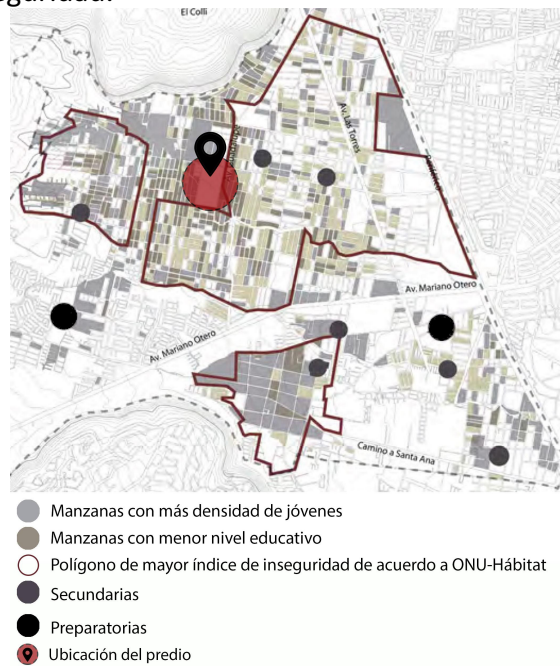 El Colli
Av. Las Torres
Av. Mariano Otero
Av. Mariano Otero
Camino a Santa Ana
Manzanas con más densidad de jóvenes
Manzanas con menor nivel educativo
Polígono de mayor índice de inseguridad de acuerdo a ONU-Hábitat
Secundarias
Preparatorias
Ubicación del predio